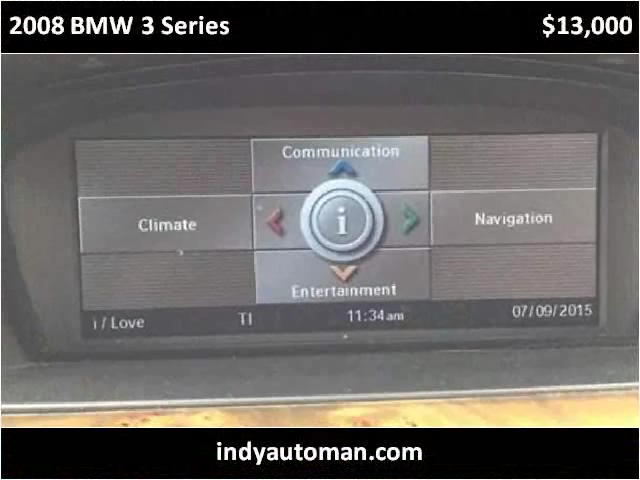 2008 BMW 3 Series $13,000
Communication
Climate i Navigation
Entertainment
i / Love TI 11:34am 07/09/2015
indyautoman.com